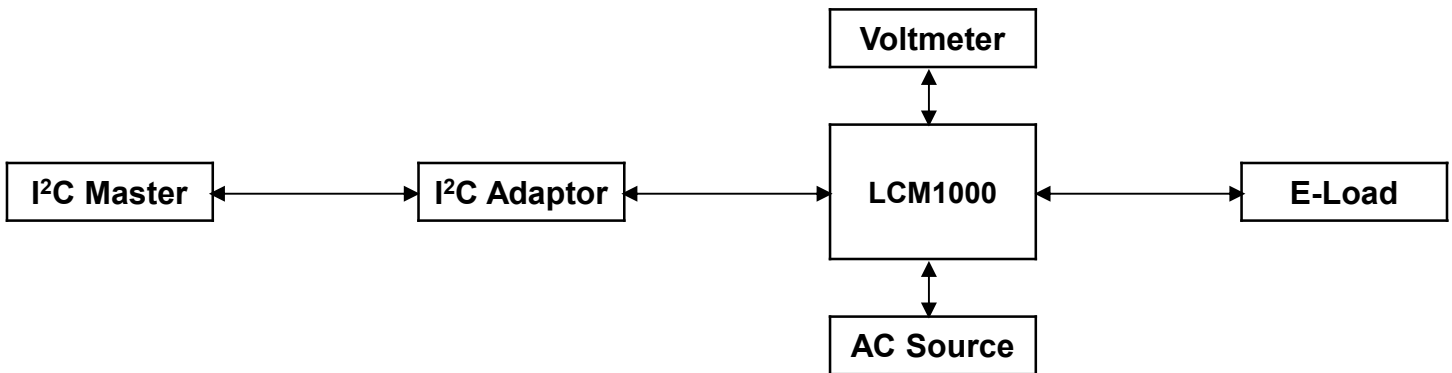 Voltmeter
I²C Master
I²C Adaptor
LCM1000
E-Load
AC Source